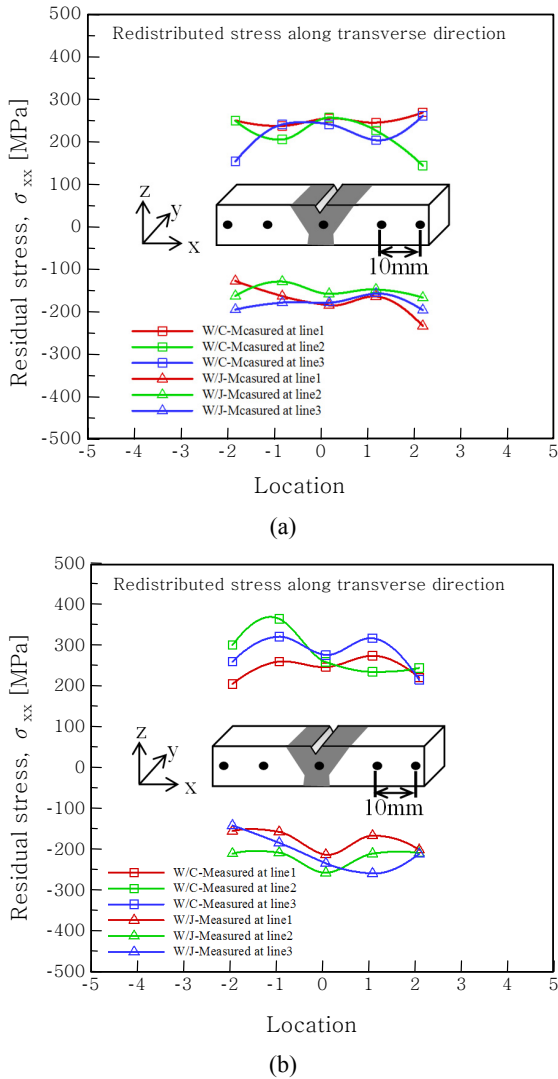 500
Redistributed stress along transverse direction
400
300
200
100
0
-100
-200
-300
-400
-500
Residual stress, σ xx [MPa]
z
y
x
10mm
W/C-Mcasured at line1
W/C-Mcasured at line2
W/C-Mcasured at line3
W/J-Mcasured at line1
W/J-Mcasured at line2
W/J-Mcasured at line3
-5 -4 -3 -2 -1 0 1 2 3 4 5
Location
(a)
500
Redistributed stress along transverse direction
400
300
200
100
0
-100
-200
-300
-400
-500
Residual stress, σ xx [MPa]
z
y
x
10mm
W/C-Measured at line1
W/C-Measured at line2
W/C-Measured at line3
W/J-Measured at line1
W/J-Measured at line2
W/J-Measured at line3
-5 -4 -3 -2 -1 0 1 2 3 4 5
Location
(b)